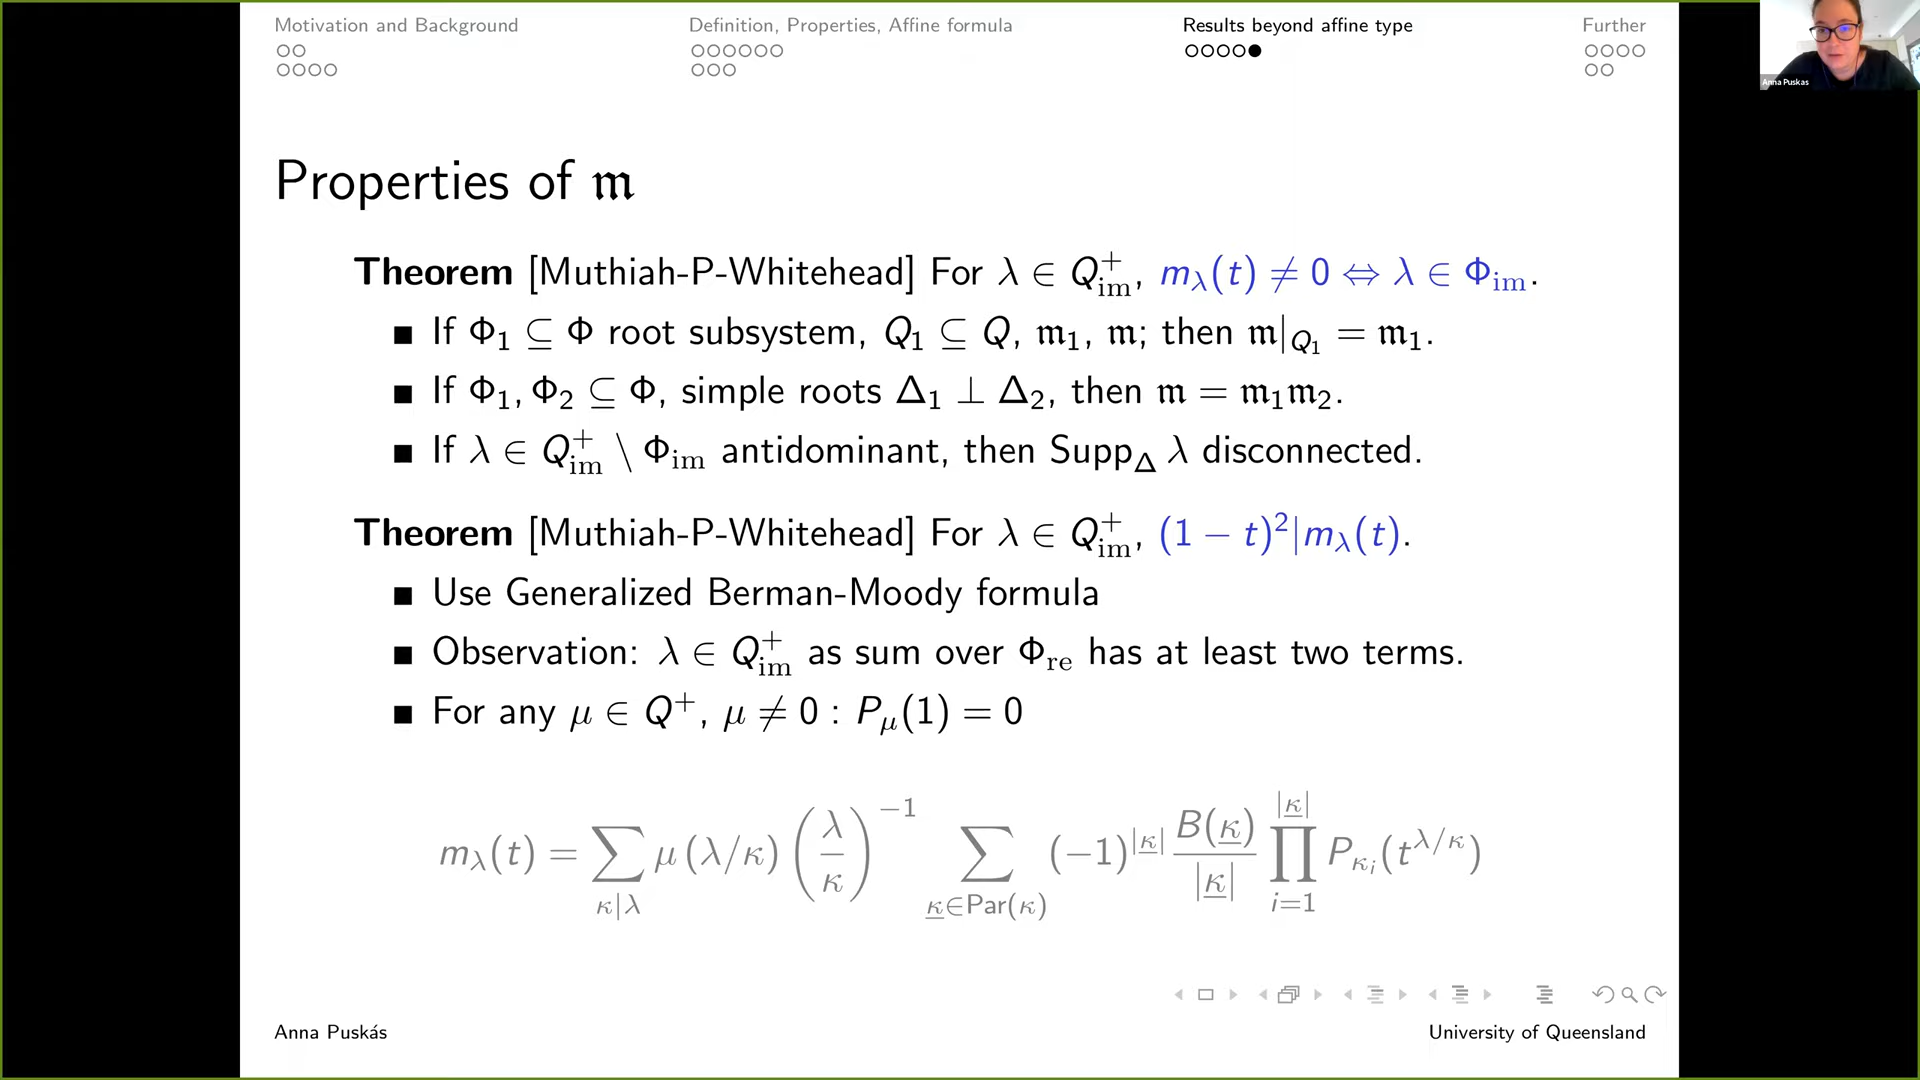 Motivation and Background Definition, Properties, Affine formula Results beyond affine type Further
Anna Puskas
Properties of 𝔪
Theorem [Muthiah-P-Whitehead] For λ ∈ Q⁺_im, m_λ(t) ≠ 0 ⇔ λ ∈ Φ_im.
■ If Φ₁ ⊆ Φ root subsystem, Q₁ ⊆ Q, 𝔪₁, 𝔪; then 𝔪|_{Q₁} = 𝔪₁.
■ If Φ₁, Φ₂ ⊆ Φ, simple roots Δ₁ ⊥ Δ₂, then 𝔪 = 𝔪₁𝔪₂.
■ If λ ∈ Q⁺_im \ Φ_im antidominant, then Supp_Δ λ disconnected.
Theorem [Muthiah-P-Whitehead] For λ ∈ Q⁺_im, (1 − t)²|m_λ(t).
■ Use Generalized Berman-Moody formula
■ Observation: λ ∈ Q⁺_im as sum over Φ_re has at least two terms.
■ For any μ ∈ Q⁺, μ ≠ 0 : P_μ(1) = 0
m_λ(t) = ∑_{κ|λ} μ(λ/κ) (λ/κ)^{−1} ∑_{κ̲∈Par(κ)} (−1)^{|κ̲|} B(κ̲)/|κ̲| ∏_{i=1}^{|κ̲|} P_{κ_i}(t^{λ/κ})
Anna Puskás University of Queensland